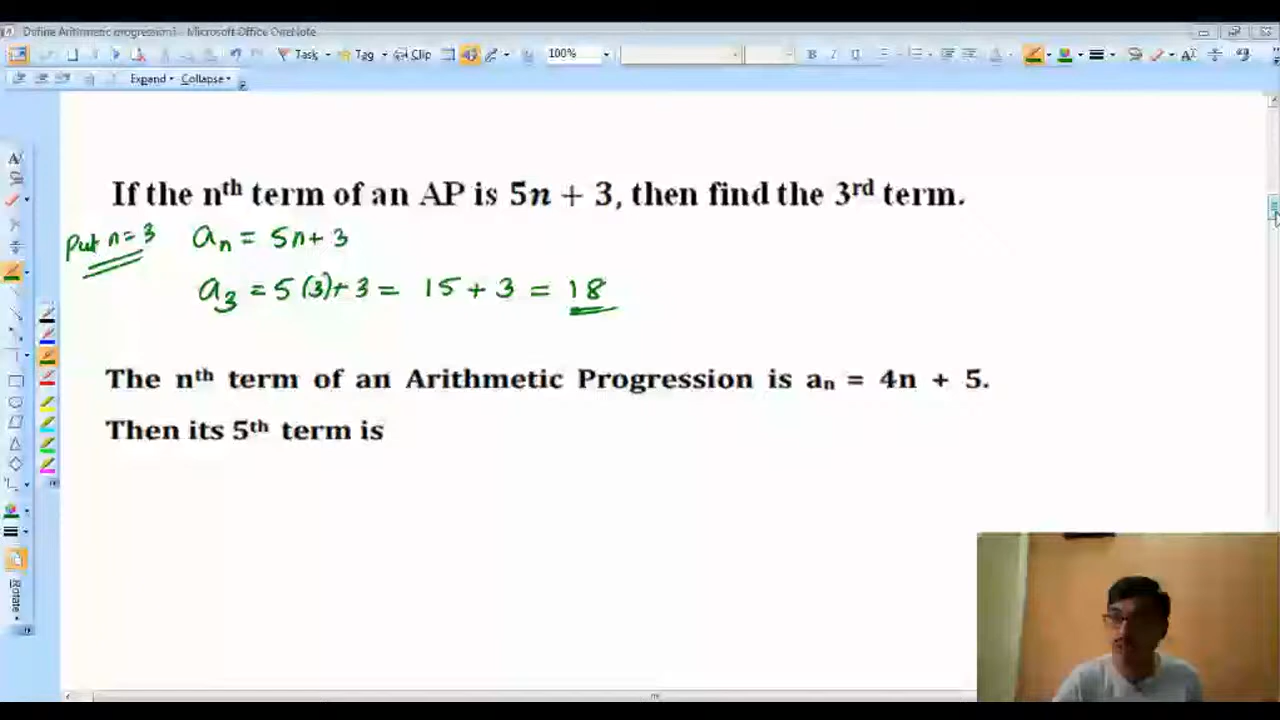 Define Arithmetic progression! - Microsoft Office OneNote
Task Tag Clip 100% B I U
Expand Collapse
If the nth term of an AP is 5n + 3, then find the 3rd term.
Put n=3 an = 5n+3
a3 = 5(3)+3 = 15+3 = 18
The nth term of an Arithmetic Progression is an = 4n + 5.
Then its 5th term is
Rotate